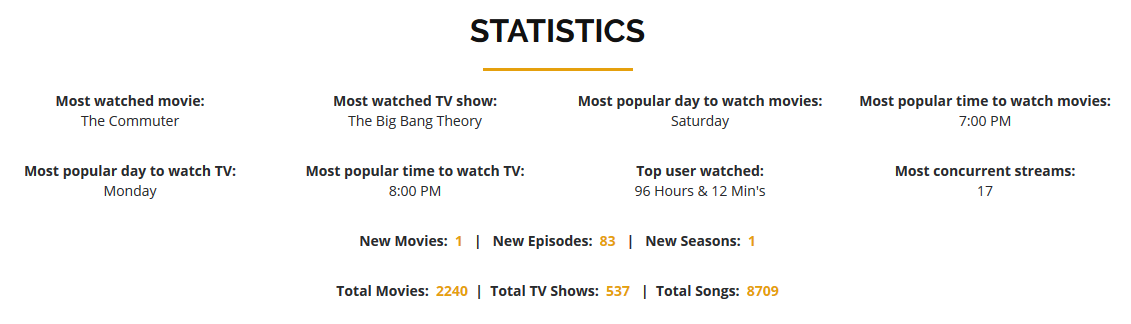 STATISTICS
Most watched movie: Most watched TV show: Most popular day to watch movies: Most popular time to watch movies:
The Commuter The Big Bang Theory Saturday 7:00 PM
Most popular day to watch TV: Most popular time to watch TV: Top user watched: Most concurrent streams:
Monday 8:00 PM 96 Hours & 12 Min's 17
New Movies: 1 | New Episodes: 83 | New Seasons: 1
Total Movies: 2240 | Total TV Shows: 537 | Total Songs: 8709